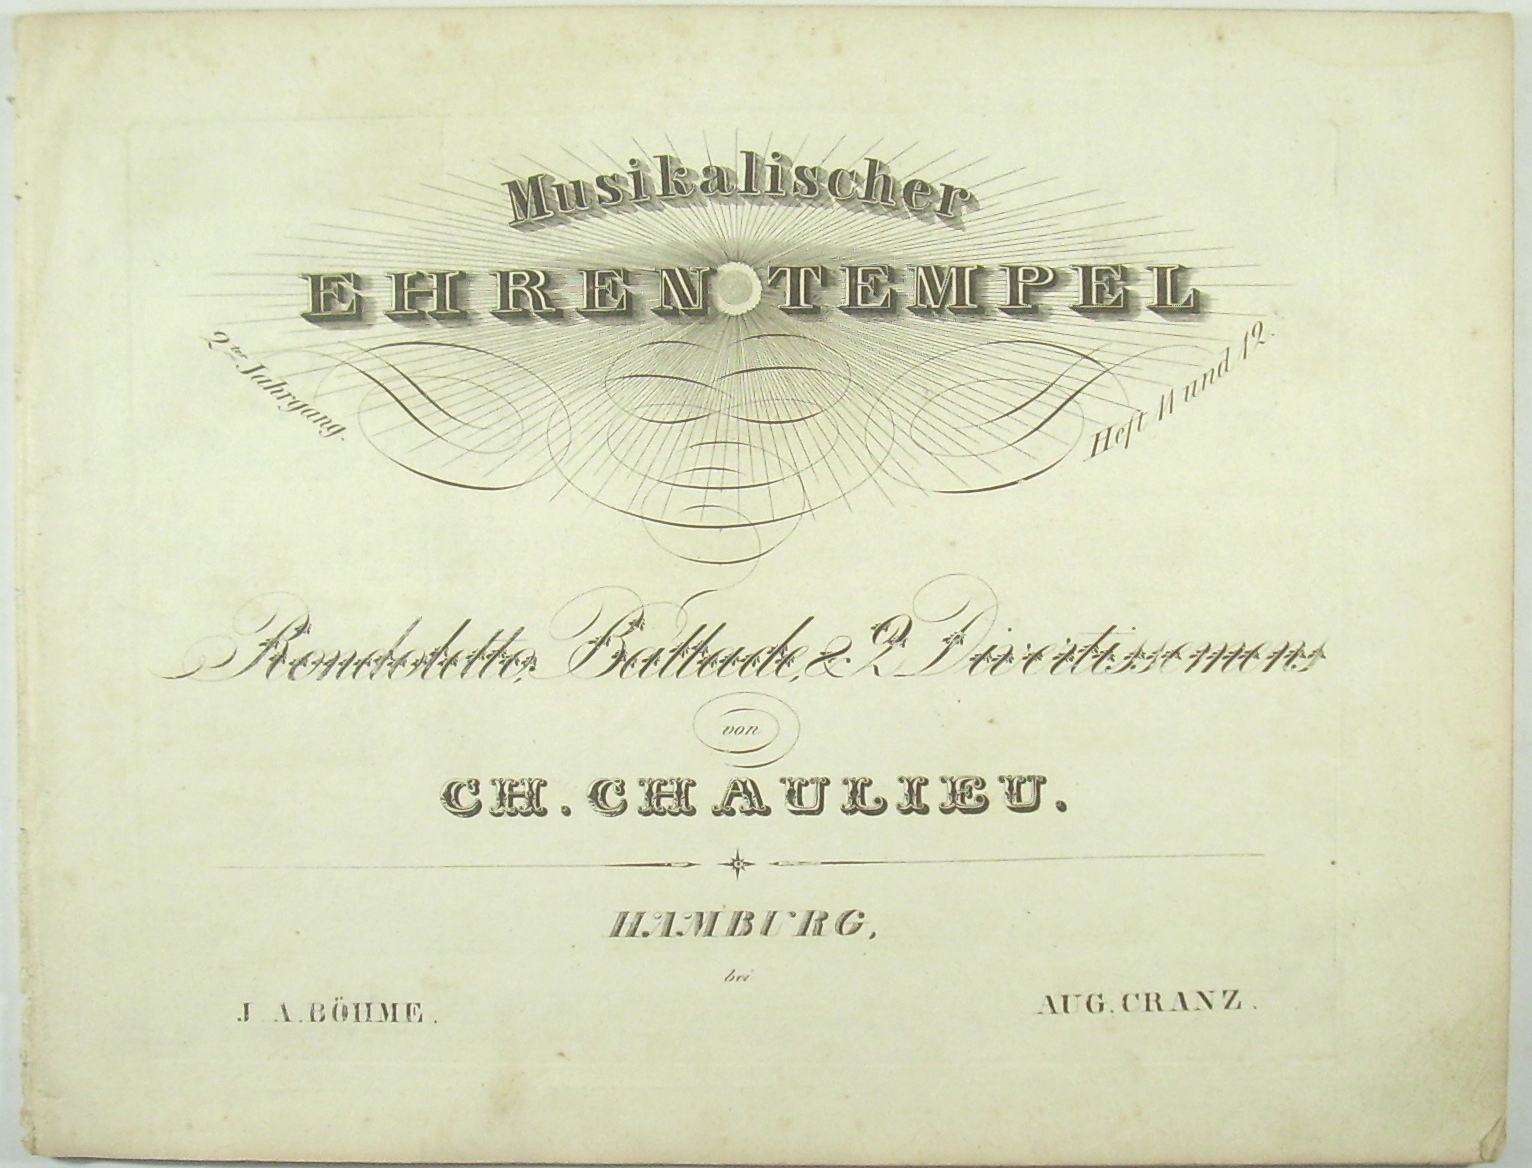 Musikalischer
EHRENTEMPEL
2ter Jahrgang.
Heft 11 und 12.
Rondoletto, Ballade, & 2 Divertissemens
von
CH. CHAULIEU.
HAMBURG,
bei
J. A. BÖHME.
AUG. CRANZ.